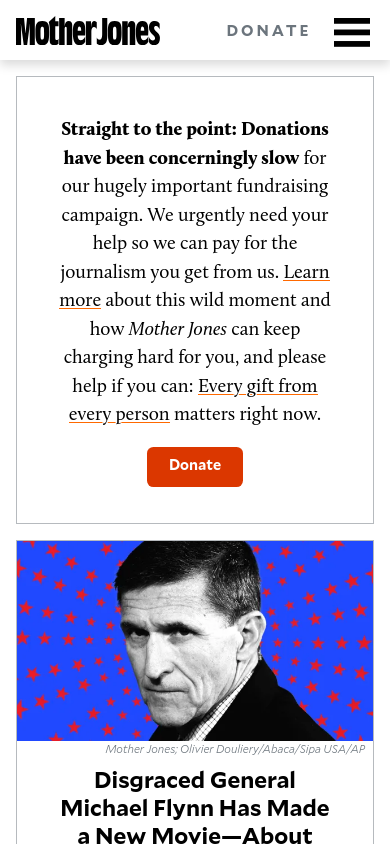 Mother Jones
DONATE
Straight to the point: Donations
have been concerningly slow for
our hugely important fundraising
campaign. We urgently need your
help so we can pay for the
journalism you get from us. Learn
more about this wild moment and
how Mother Jones can keep
charging hard for you, and please
help if you can: Every gift from
every person matters right now.
Donate
Mother Jones; Olivier Douliery/Abaca/Sipa USA/AP
Disgraced General
Michael Flynn Has Made
a New Movie—About